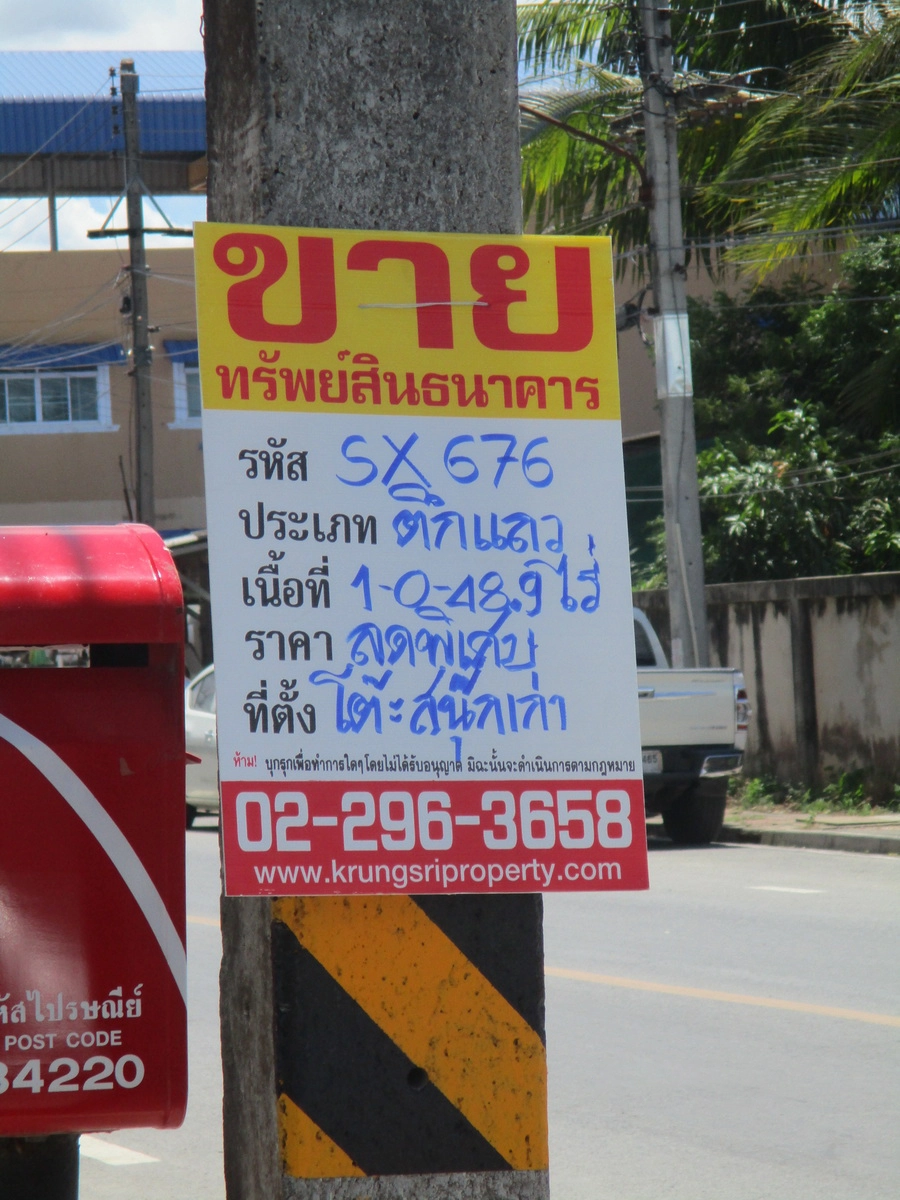 ขาย
ทรัพย์สินธนาคาร
รหัส SX 676
ประเภท ตึกแถว
เนื้อที่ 1-0-48.9 ไร่
ราคา ลดพิเศษ
ที่ตั้ง โต๊ะสนุ๊กเก่า
ห้าม! บุกรุกเพื่อทำการใดๆโดยไม่ได้รับอนุญาต มิฉะนั้นจะดำเนินการตามกฎหมาย
02-296-3658
www.krungsriproperty.com
หัสไปรษณีย์
POST CODE
34220